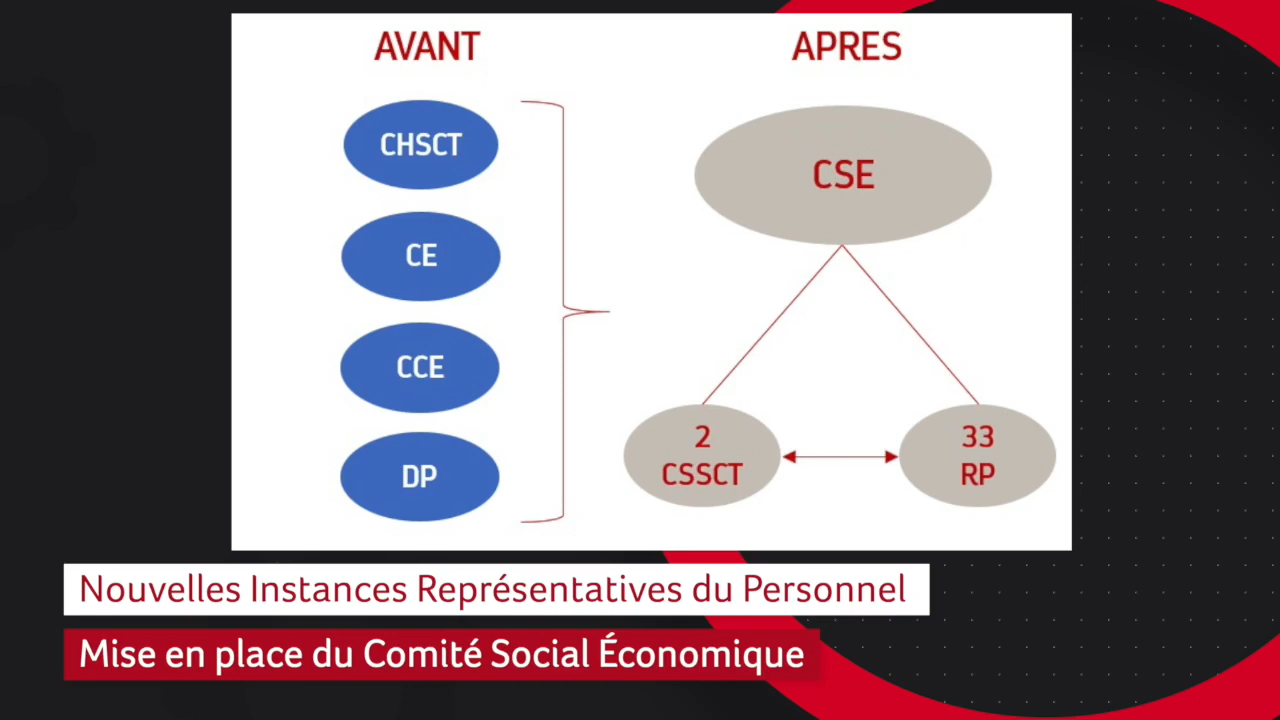 AVANT
CHSCT
CE
CCE
DP
APRES
CSE
2
CSSCT
33
RP
Nouvelles Instances Représentatives du Personnel
Mise en place du Comité Social Économique